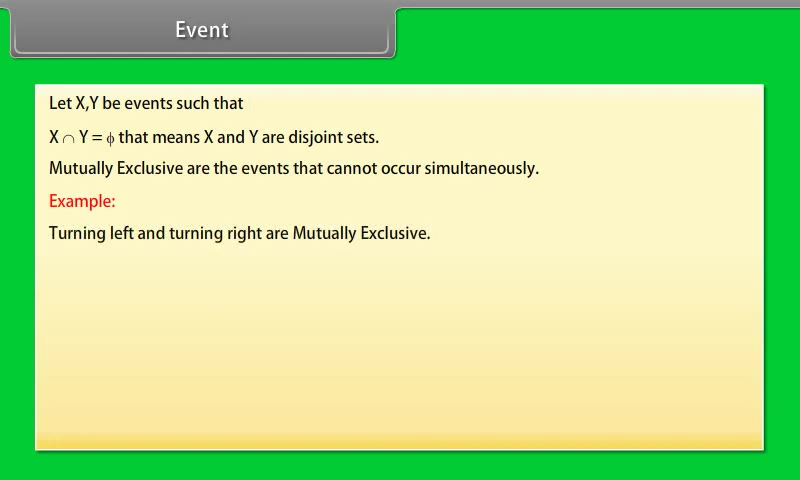 Event
Let X,Y be events such that
X ∩ Y = ϕ that means X and Y are disjoint sets.
Mutually Exclusive are the events that cannot occur simultaneously.
Example:
Turning left and turning right are Mutually Exclusive.